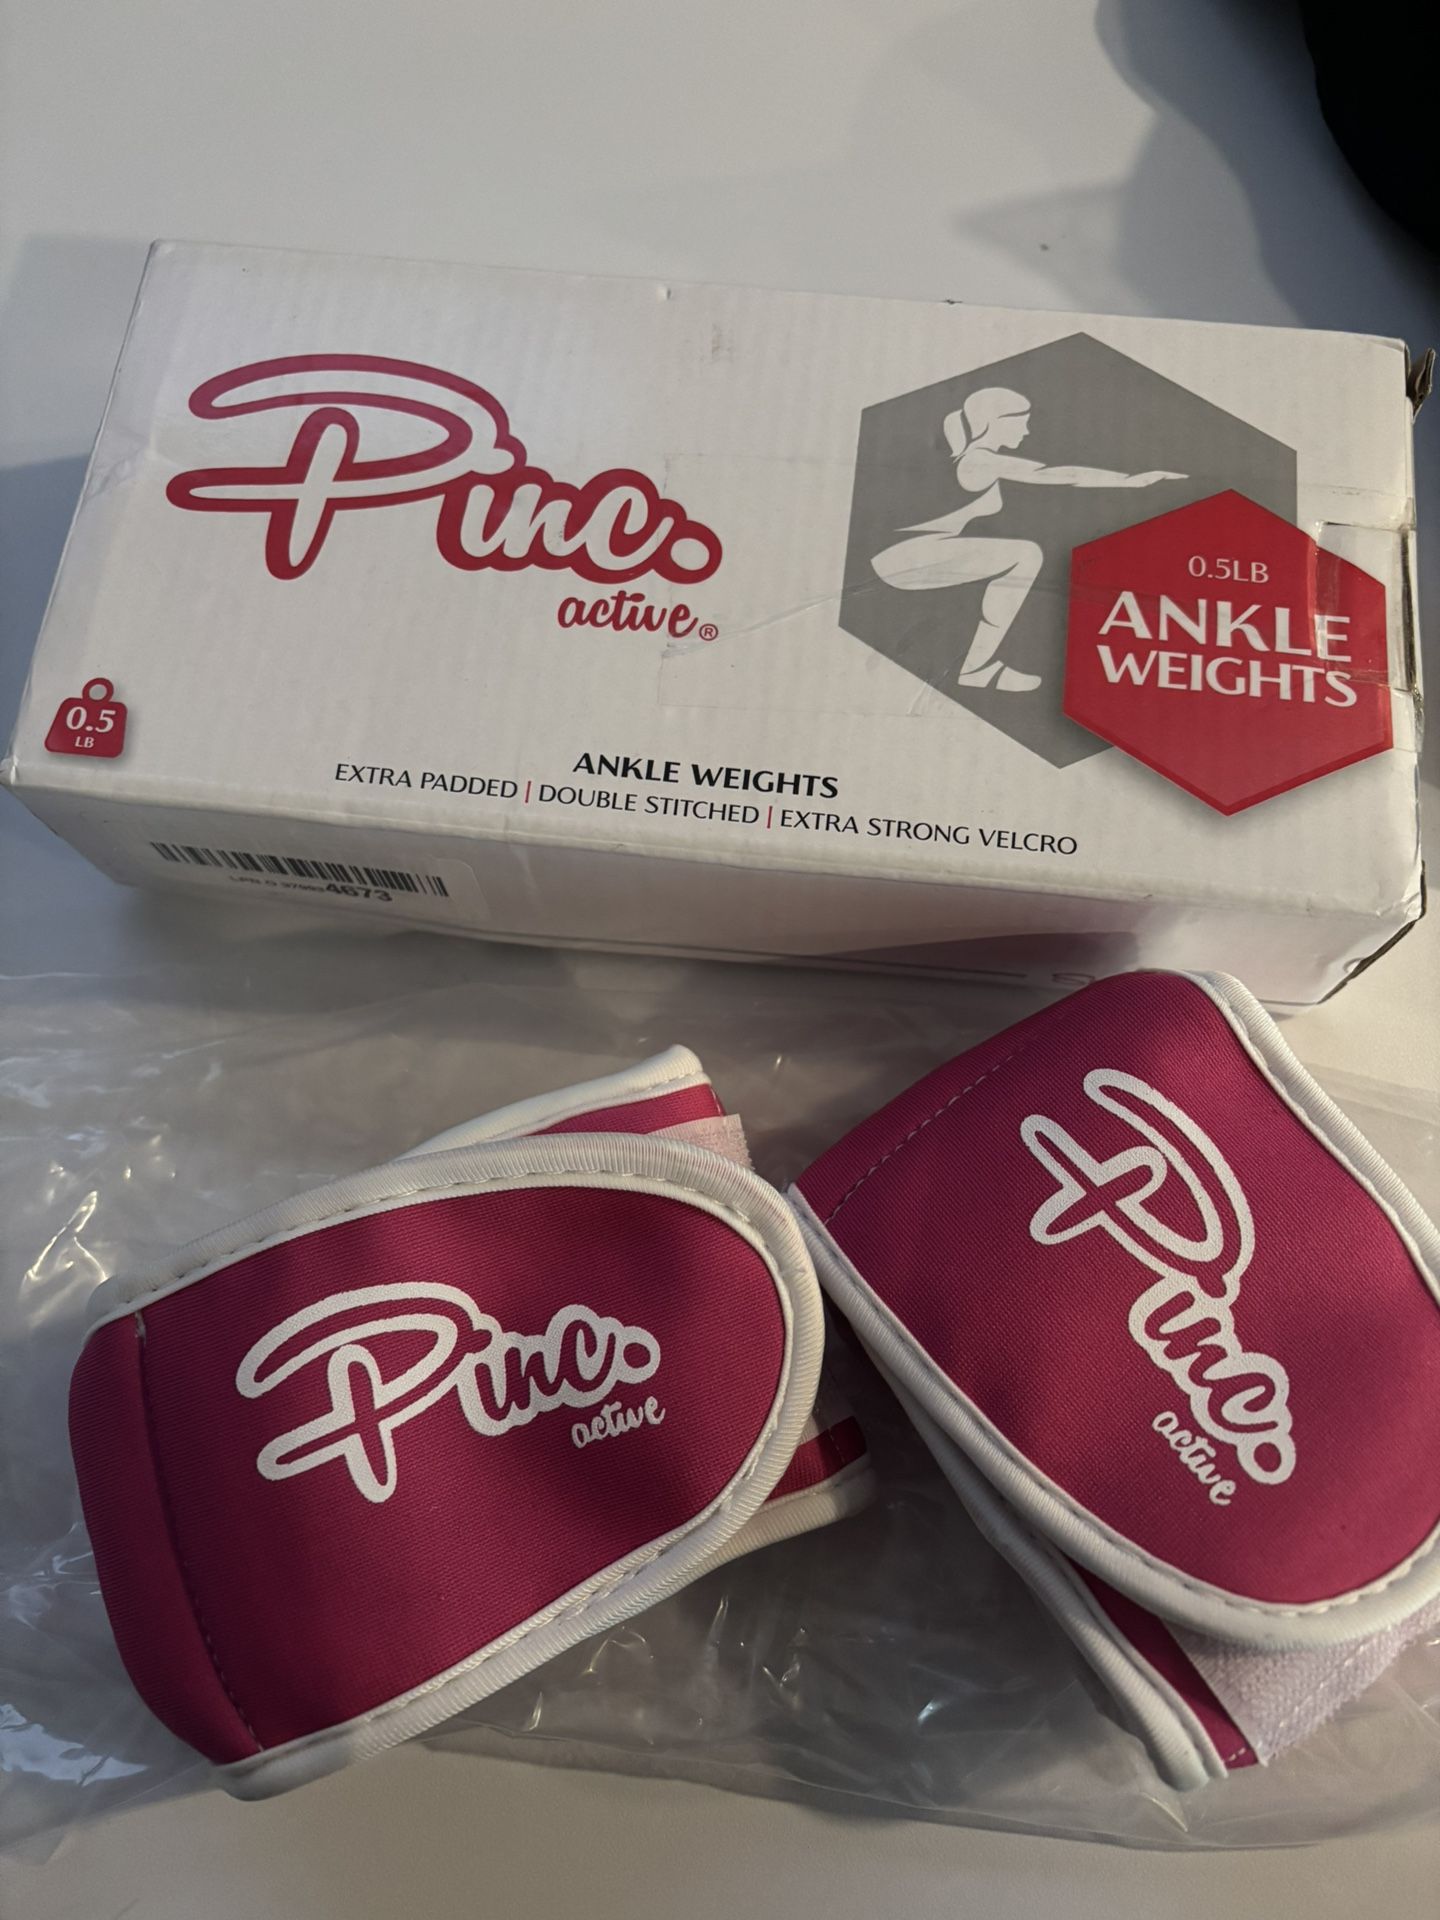 Pinc.
active®
0.5LB
ANKLE
WEIGHTS
0.5
LB
ANKLE WEIGHTS
EXTRA PADDED | DOUBLE STITCHED | EXTRA STRONG VELCRO
4673
Pinc.
active
Pinc.
active